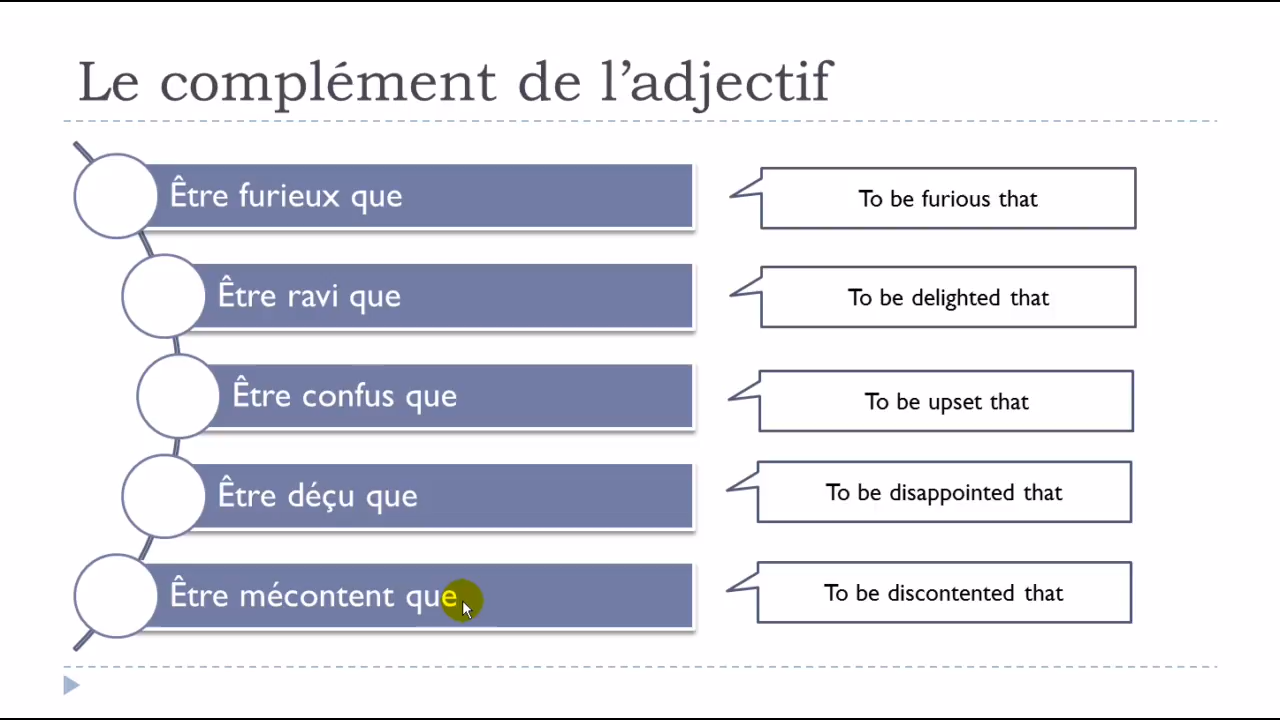 Le complément de l’adjectif
Être furieux que
To be furious that
Être ravi que
To be delighted that
Être confus que
To be upset that
Être déçu que
To be disappointed that
Être mécontent que
To be discontented that